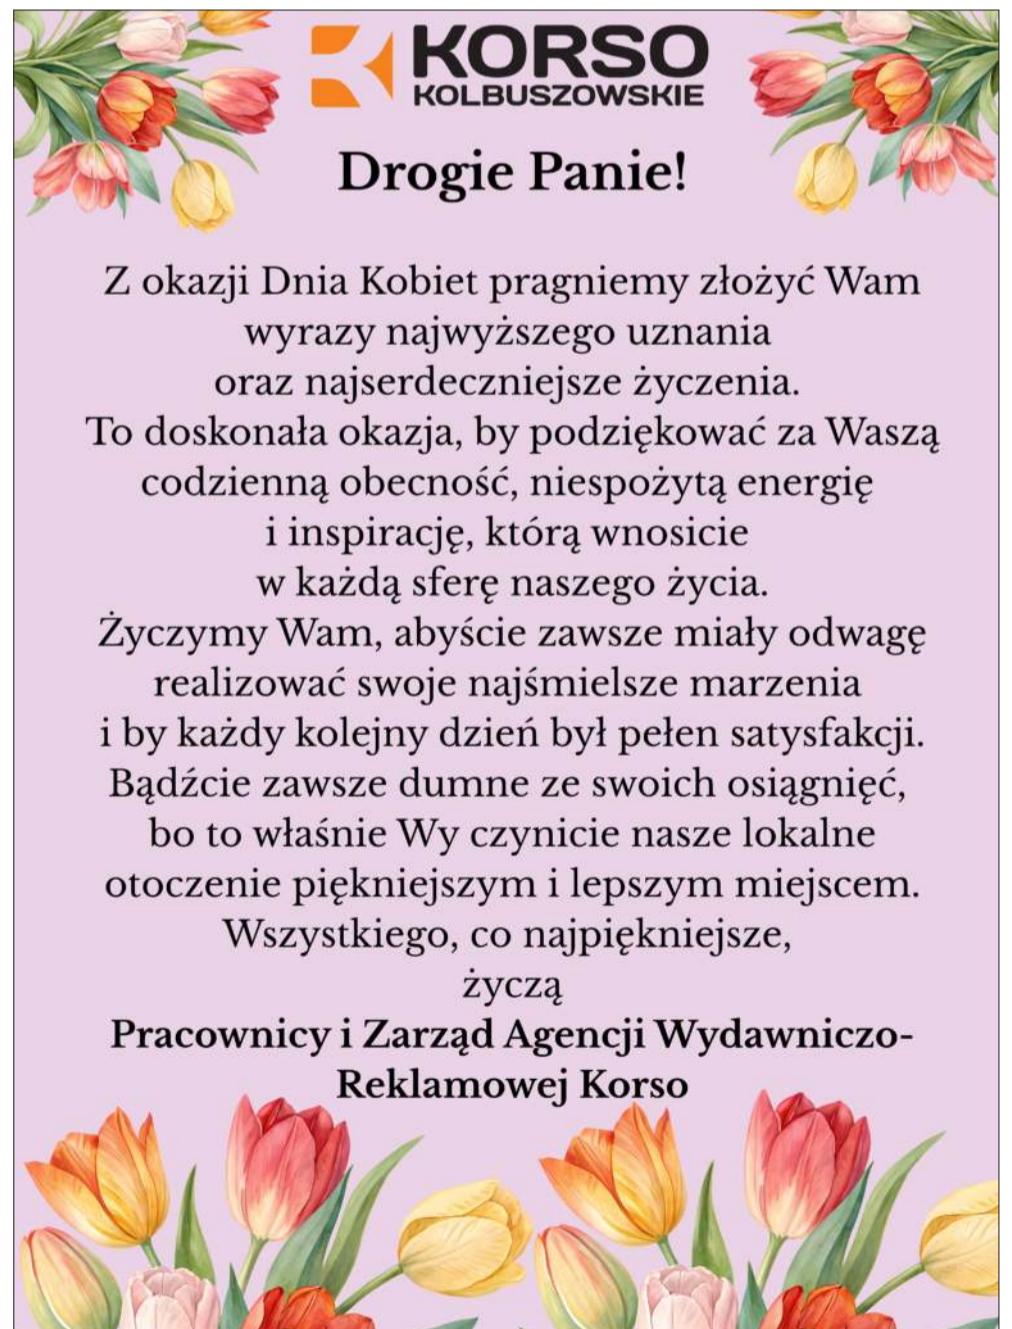 KORSO
KOLBUSZOWSKIE
Drogie Panie!
Z okazji Dnia Kobiet pragniemy złożyć Wam
wyrazy najwyższego uznania
oraz najserdeczniejsze życzenia.
To doskonała okazja, by podziękować za Waszą
codzienną obecność, niespożytą energię
i inspirację, którą wnosicie
w każdą sferę naszego życia.
Życzymy Wam, abyście zawsze miały odwagę
realizować swoje najśmielsze marzenia
i by każdy kolejny dzień był pełen satysfakcji.
Bądźcie zawsze dumne ze swoich osiągnięć,
bo to właśnie Wy czynicie nasze lokalne
otoczenie piękniejszym i lepszym miejscem.
Wszystkiego, co najpiękniejsze,
życzą
Pracownicy i Zarząd Agencji Wydawniczo-
Reklamowej Korso